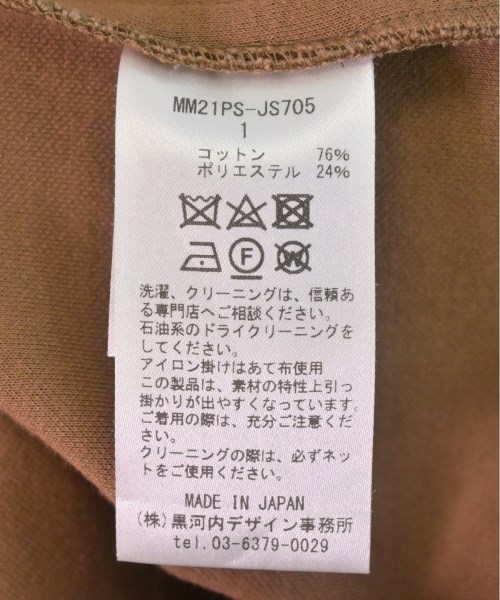 MM21PS-JS705
1
コットン 76%
ポリエステル 24%
F
W
洗濯、クリーニングは、信頼あ
る専門店へご相談ください。
石油系のドライクリーニングを
してください。
アイロン掛けはあて布使用
この製品は、素材の特性上引っ
掛かりが出やすくなっています。
ご着用の際は、充分ご注意くださ
い。
クリーニングの際は、必ずネッ
トをご使用ください。
MADE IN JAPAN
(株)黒河内デザイン事務所
tel.03-6379-0029